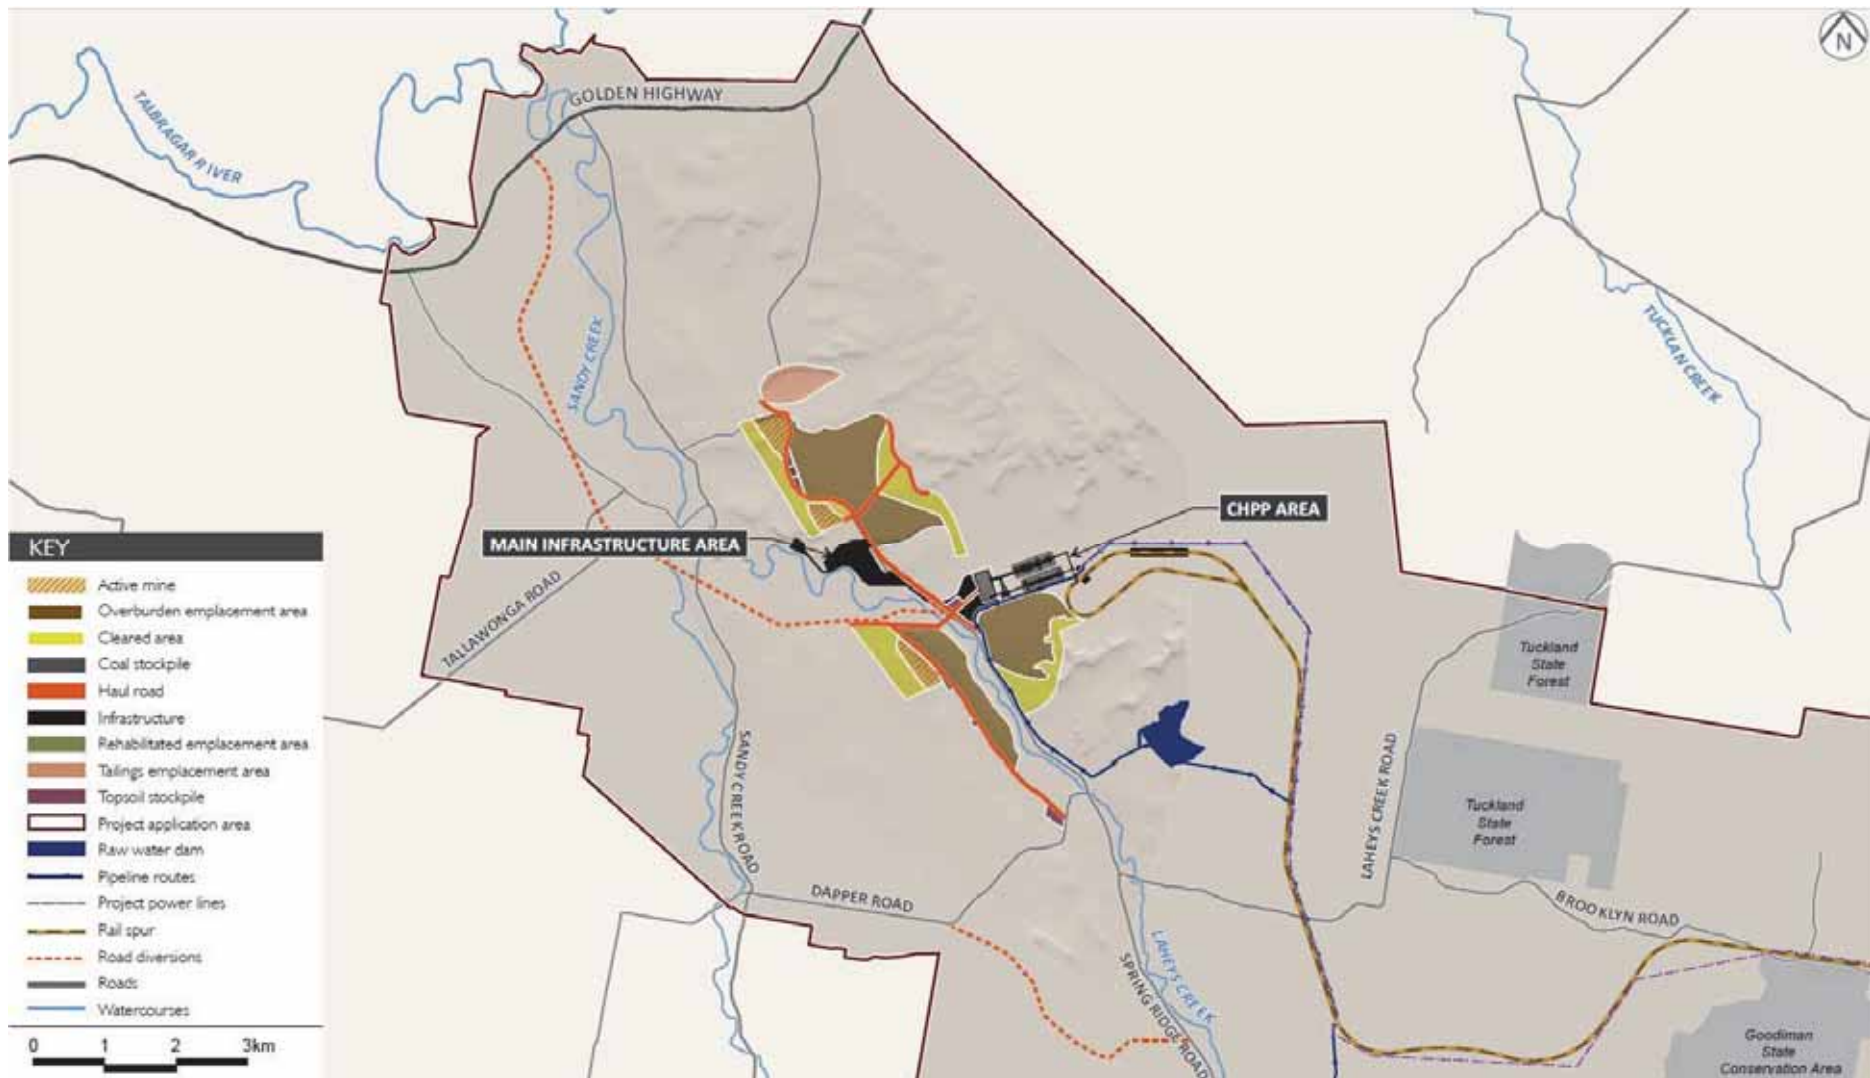 N
GOLDEN HIGHWAY
TALBRAGAR RIVER
SANDY CREEK
TUCKLAN CREEK
CHPP AREA
MAIN INFRASTRUCTURE AREA
TALLAWONGA ROAD
SANDY CREEK ROAD
Tuckland
State
Forest
LAHEYS CREEK ROAD
Tuckland
State
Forest
DAPPER ROAD
BROOKLYN ROAD
LAHEYS CREEK
SPRING RIDGE ROAD
Goodiman
State
Conservation Area
KEY
Active mine
Overburden emplacement area
Cleared area
Coal stockpile
Haul road
Infrastructure
Rehabilitated emplacement area
Tailings emplacement area
Topsoil stockpile
Project application area
Raw water dam
Pipeline routes
Project power lines
Rail spur
Road diversions
Roads
Watercourses
0 1 2 3km